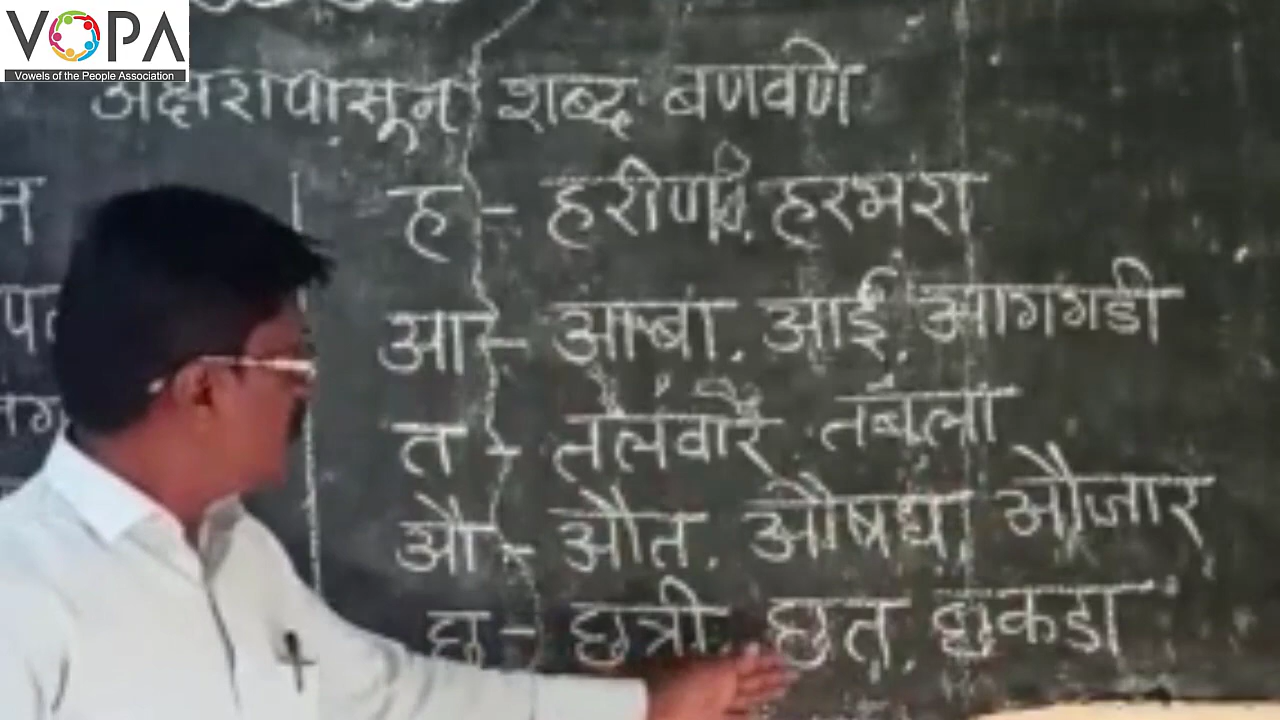 VOPA
Vowels of the People Association
अक्षरापासून शब्द बणवणे
ह - हरीण, हरभरा
आ - आंबा, आई, आगगाडी
त - तलवार, तबला
औ - औत, औषध, औजार
छ - छत्री, छत, छकडा